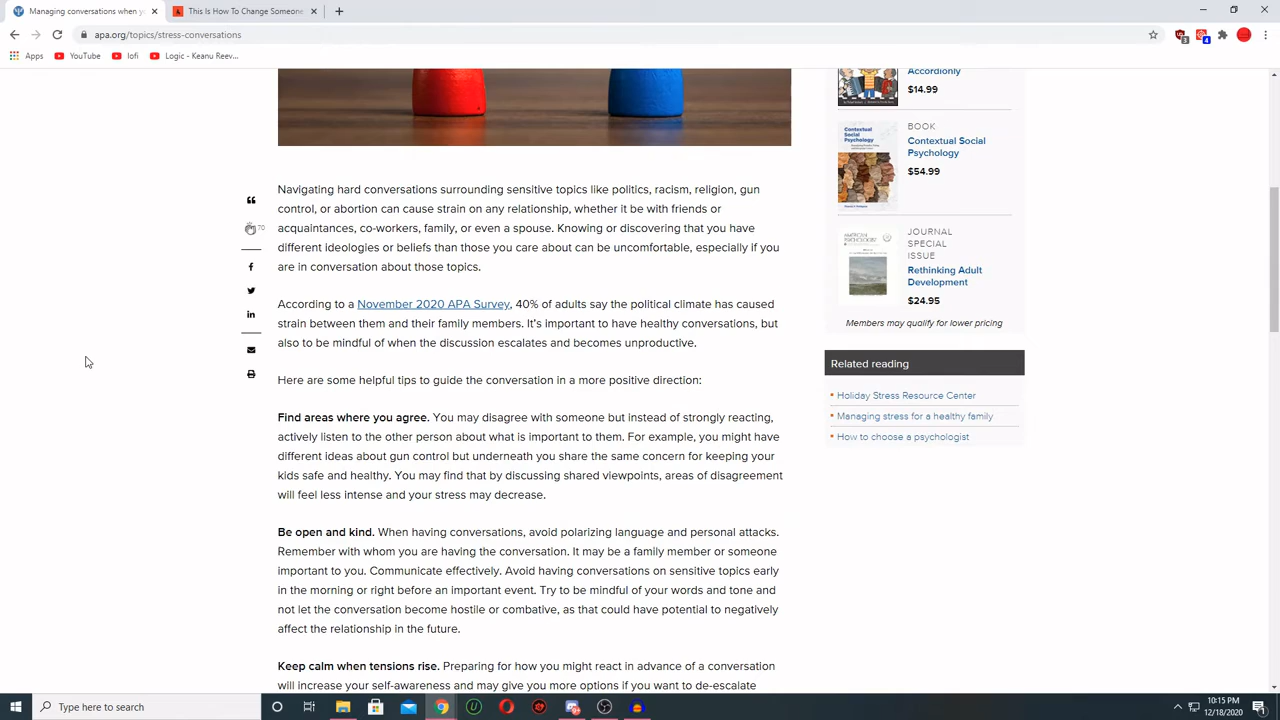 Managing conversations when y
This Is How To Change Someone
apa.org/topics/stress-conversations
3
4
Apps
YouTube
lofi
Logic - Keanu Reev...
Accordionly
$14.99
BOOK
Contextual Social
Psychology
$54.99
Contextual
Social
Psychology
JOURNAL
SPECIAL
ISSUE
Rethinking Adult
Development
$24.95
AMERICAN
PSYCHOLOGIST
Members may qualify for lower pricing
Related reading
Holiday Stress Resource Center
Managing stress for a healthy family
How to choose a psychologist
70
Navigating hard conversations surrounding sensitive topics like politics, racism, religion, gun
control, or abortion can cause strain on any relationship, whether it be with friends or
acquaintances, co-workers, family, or even a spouse. Knowing or discovering that you have
different ideologies or beliefs than those you care about can be uncomfortable, especially if you
are in conversation about those topics.
According to a November 2020 APA Survey, 40% of adults say the political climate has caused
strain between them and their family members. It's important to have healthy conversations, but
also to be mindful of when the discussion escalates and becomes unproductive.
Here are some helpful tips to guide the conversation in a more positive direction:
Find areas where you agree. You may disagree with someone but instead of strongly reacting,
actively listen to the other person about what is important to them. For example, you might have
different ideas about gun control but underneath you share the same concern for keeping your
kids safe and healthy. You may find that by discussing shared viewpoints, areas of disagreement
will feel less intense and your stress may decrease.
Be open and kind. When having conversations, avoid polarizing language and personal attacks.
Remember with whom you are having the conversation. It may be a family member or someone
important to you. Communicate effectively. Avoid having conversations on sensitive topics early
in the morning or right before an important event. Try to be mindful of your words and tone and
not let the conversation become hostile or combative, as that could have potential to negatively
affect the relationship in the future.
Keep calm when tensions rise. Preparing for how you might react in advance of a conversation
will increase your self-awareness and may give you more options if you want to de-escalate
Type here to search
10:15 PM
12/18/2020
1